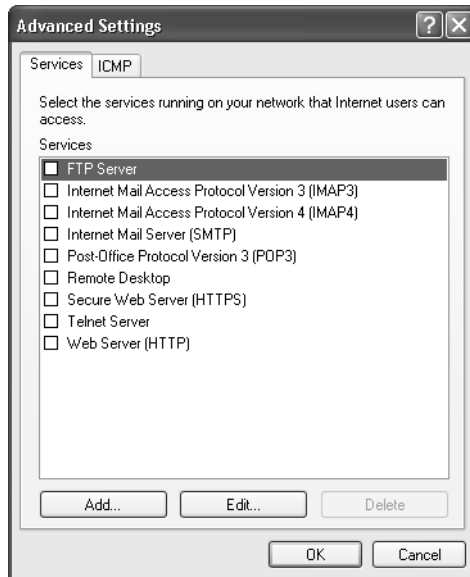 Advanced Settings
Services ICMP
Select the services running on your network that Internet users can
access.
Services
FTP Server
Internet Mail Access Protocol Version 3 (IMAP3)
Internet Mail Access Protocol Version 4 (IMAP4)
Internet Mail Server (SMTP)
Post-Office Protocol Version 3 (POP3)
Remote Desktop
Secure Web Server (HTTPS)
Telnet Server
Web Server (HTTP)
Add... Edit... Delete
OK Cancel